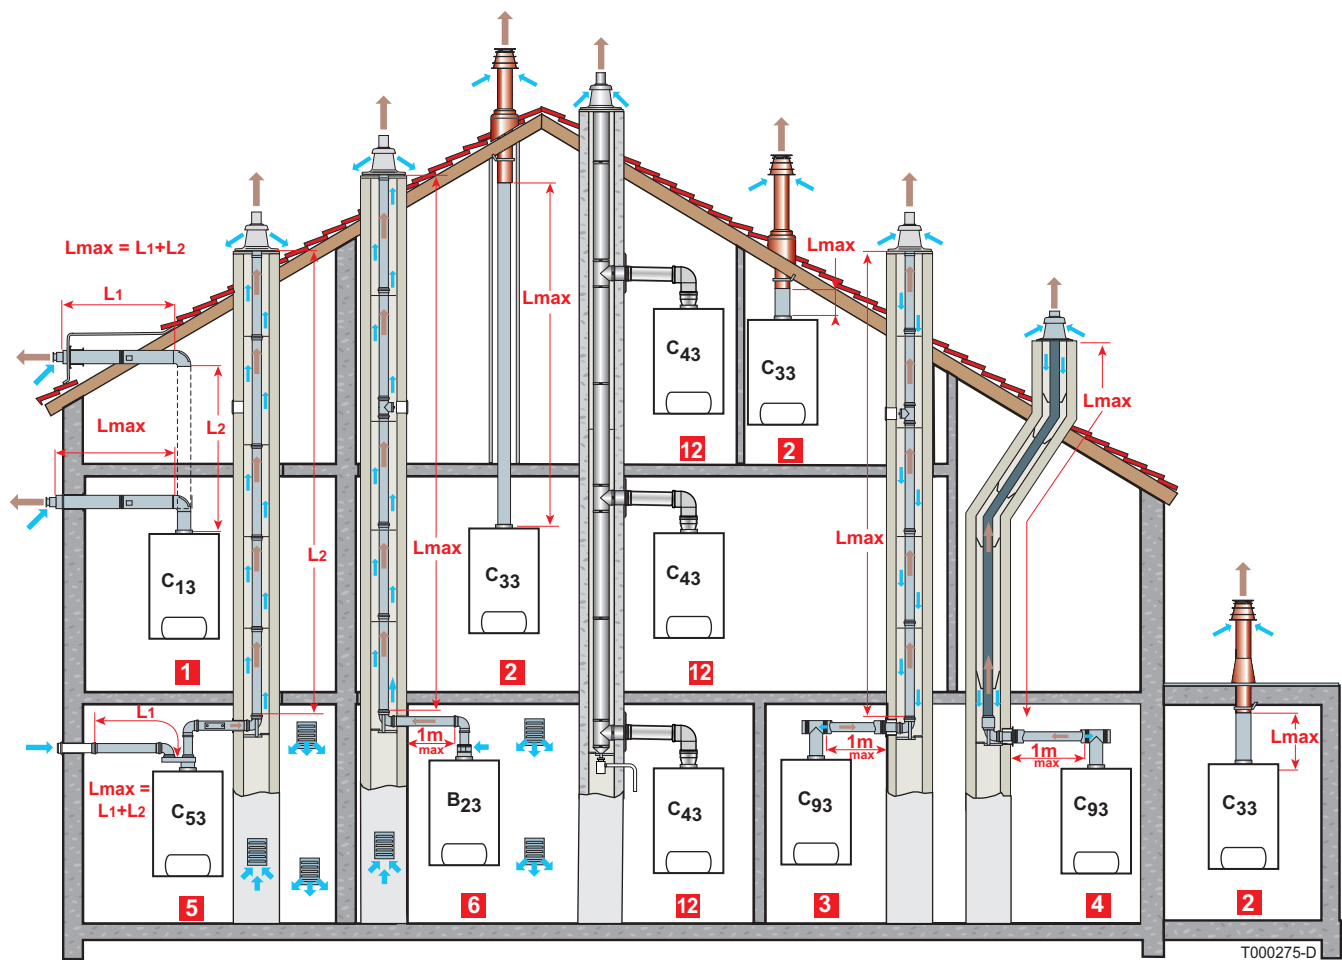 Lmax = L1+L2
L1
Lmax
L2
C13
1
L2
Lmax
Lmax
C33
2
C43
12
Lmax
C33
2
C43
12
Lmax
Lmax
L1
Lmax =
L1+L2
C53
5
1m
max
B23
6
C43
12
1m
max
C93
3
1m
max
C93
4
Lmax
C33
2
T000275-D